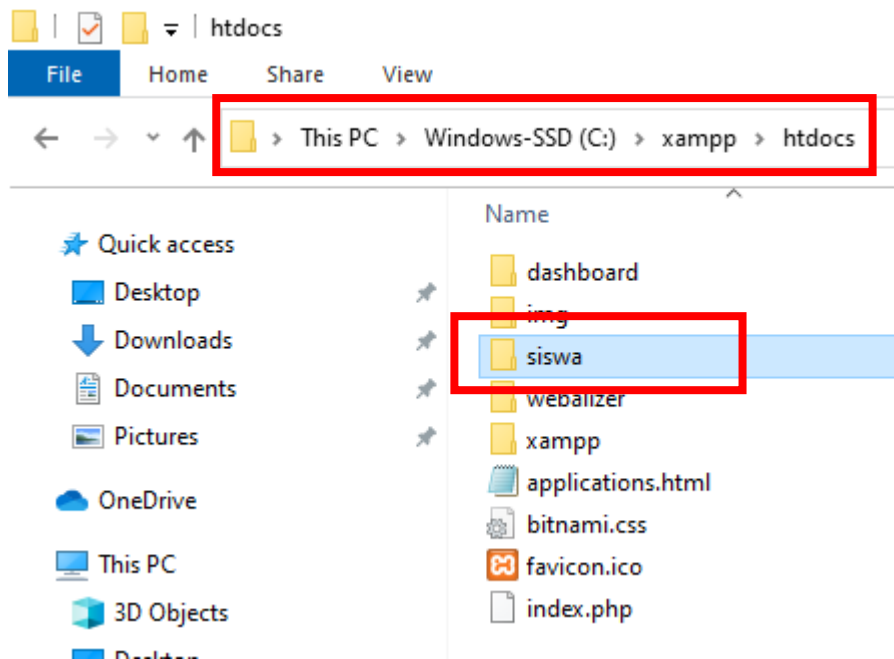 htdocs
File Home Share View
This PC > Windows-SSD (C:) > xampp > htdocs
Name
Quick access
Desktop
Downloads
Documents
Pictures
OneDrive
This PC
3D Objects
Desktop
dashboard
img
siswa
webalizer
xampp
applications.html
bitnami.css
favicon.ico
index.php